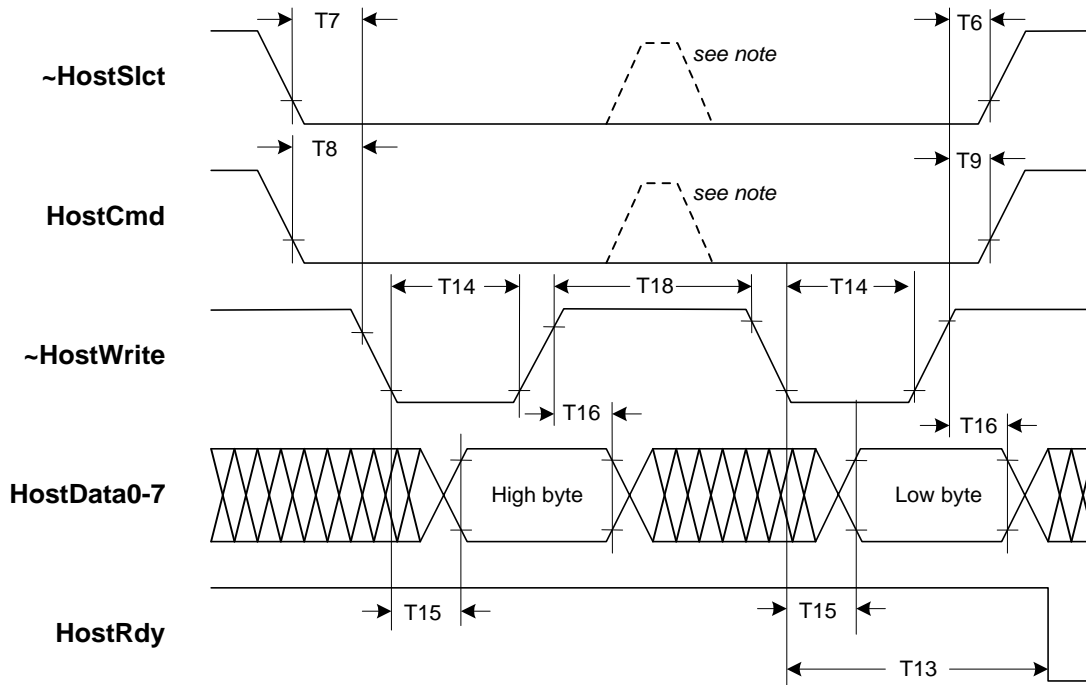 T7
T6
~HostSlct
see note
T8
T9
HostCmd
see note
T14
T18
T14
~HostWrite
T16
T16
HostData0-7
High byte
Low byte
T15
T15
HostRdy
T13